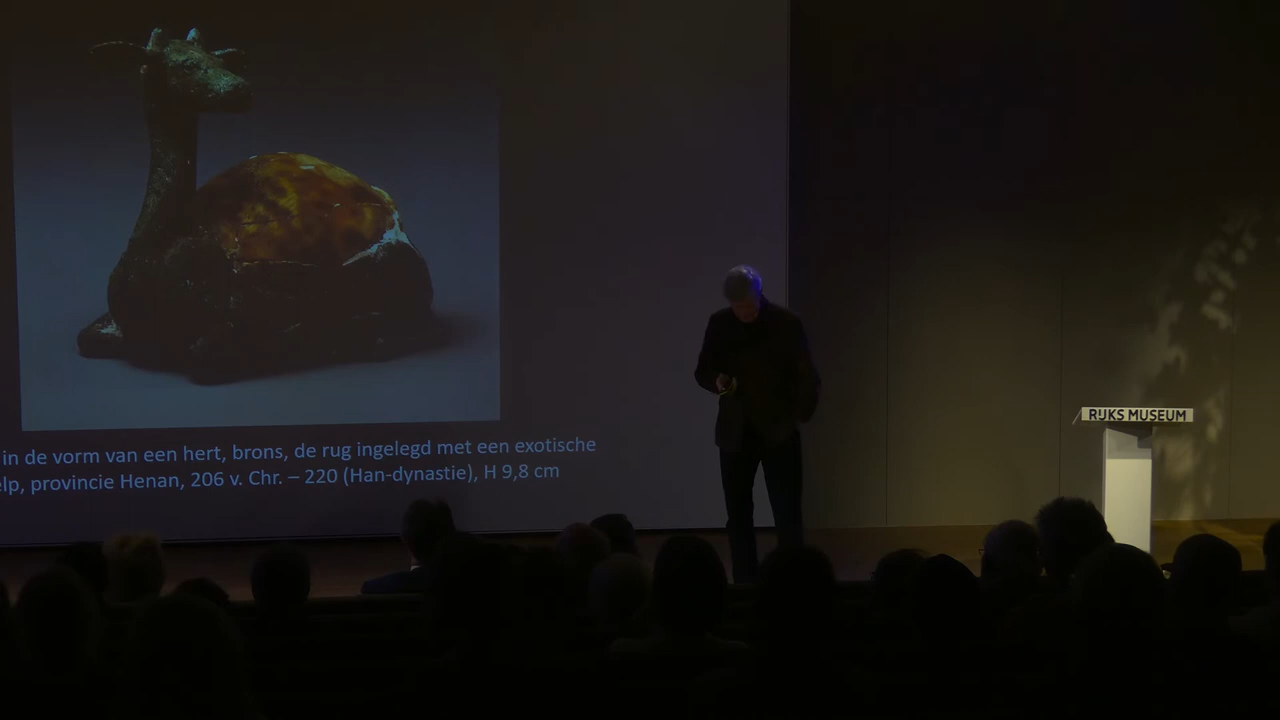 in de vorm van een hert, brons, de rug ingelegd met een exotische
elp, provincie Henan, 206 v. Chr. – 220 (Han-dynastie), H 9,8 cm
RIJKS MUSEUM